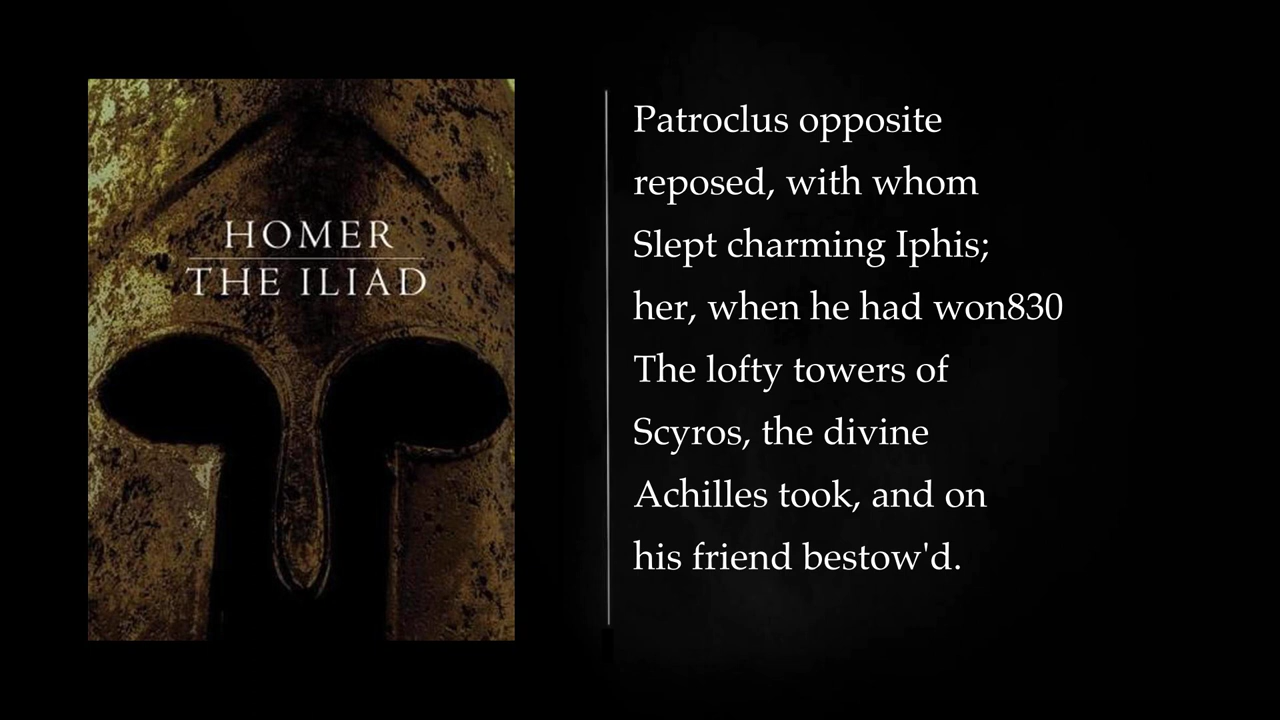 HOMER
THE ILIAD
Patroclus opposite
reposed, with whom
Slept charming Iphis;
her, when he had won830
The lofty towers of
Scyros, the divine
Achilles took, and on
his friend bestow'd.